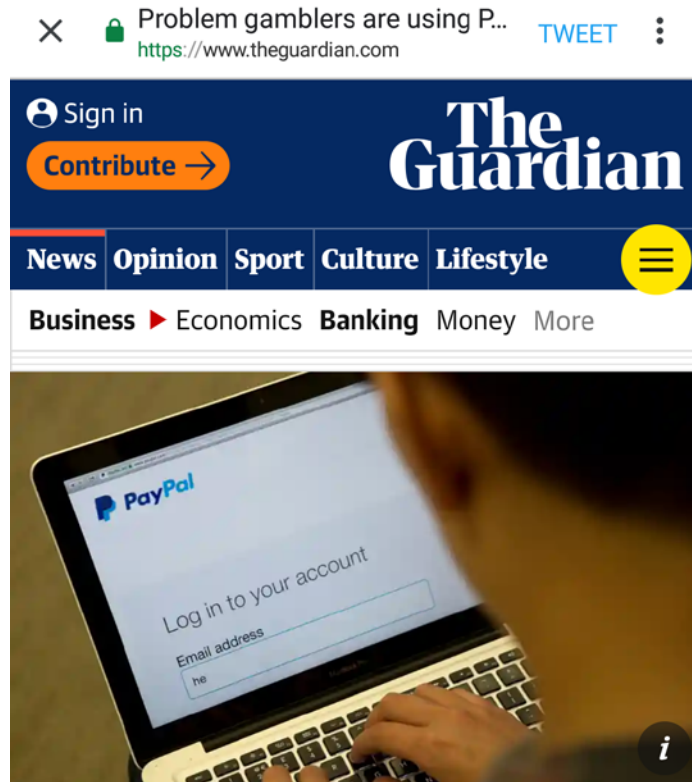 Problem gamblers are using P...
https://www.theguardian.com
TWEET
Sign in
Contribute
The
Guardian
News Opinion Sport Culture Lifestyle
Business Economics Banking Money More
PayPal
Log in to your account
Email address
he
i